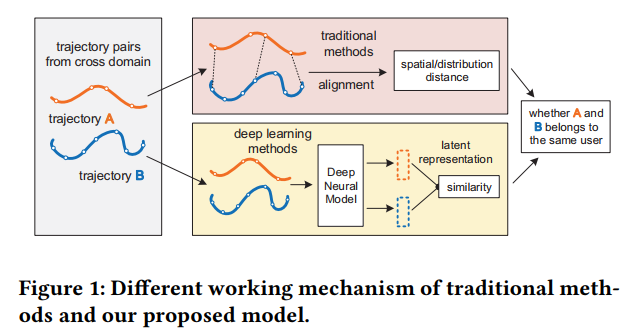 trajectory pairs
from cross domain
trajectory A
trajectory B
traditional
methods
alignment
spatial/distribution
distance
deep learning
methods
Deep
Neural
Model
latent
representation
similarity
whether A and
B belongs to
the same user
Figure 1: Different working mechanism of traditional meth-
ods and our proposed model.